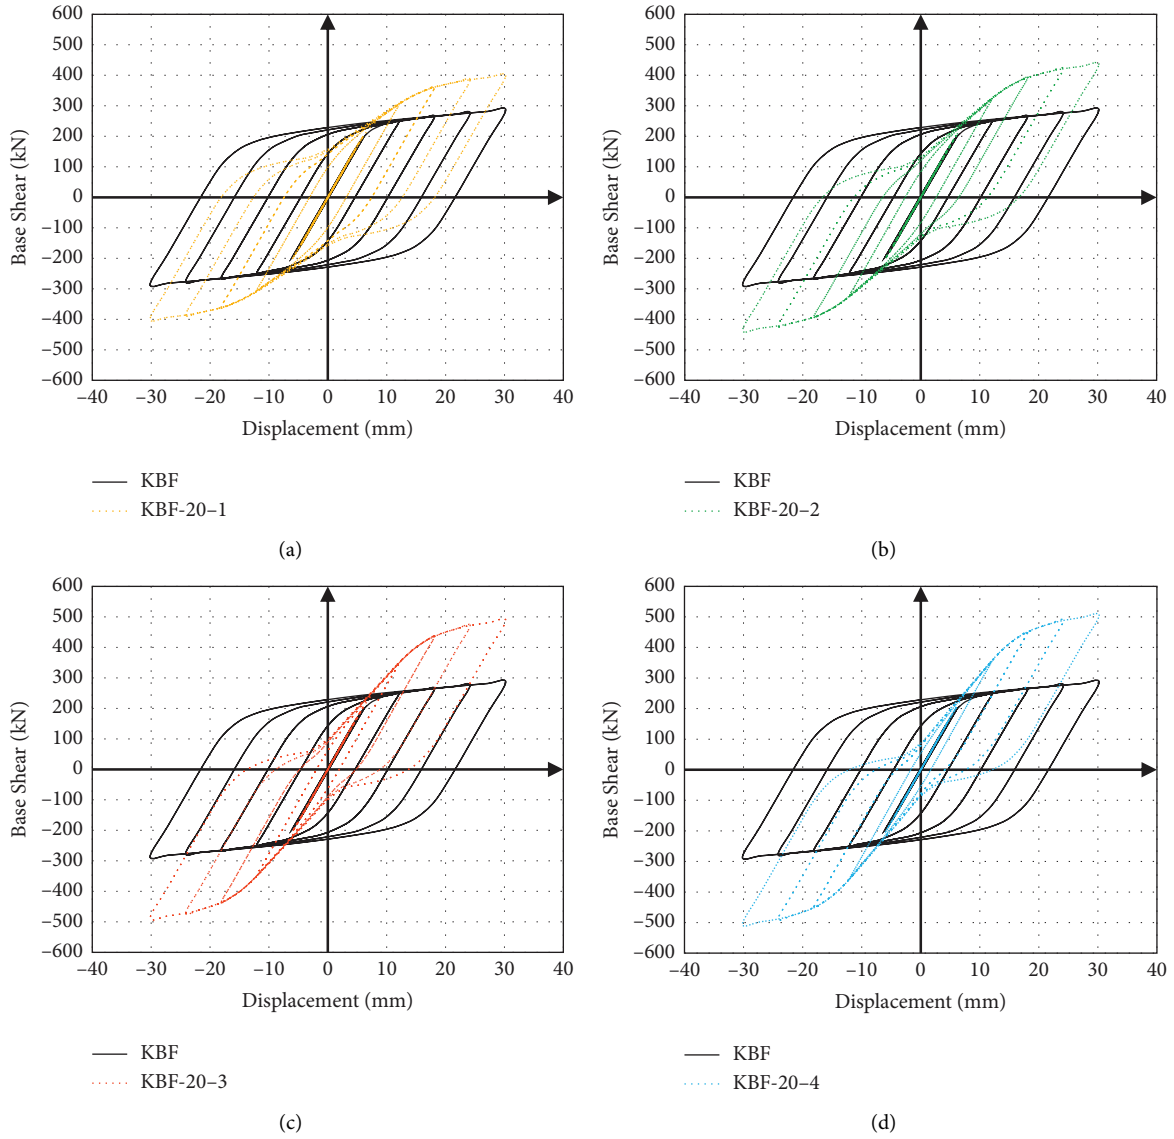 600
500
400
300
200
100
0
–100
–200
–300
–400
–500
–600
Base Shear (kN)
–40 –30 –20 –10 0 10 20 30 40
Displacement (mm)
KBF
KBF-20–1
(a)
600
500
400
300
200
100
0
–100
–200
–300
–400
–500
–600
Base Shear (kN)
–40 –30 –20 –10 0 10 20 30 40
Displacement (mm)
KBF
KBF-20–2
(b)
600
500
400
300
200
100
0
–100
–200
–300
–400
–500
–600
Base Shear (kN)
–40 –30 –20 –10 0 10 20 30 40
Displacement (mm)
KBF
KBF-20–3
(c)
600
500
400
300
200
100
0
–100
–200
–300
–400
–500
–600
Base Shear (kN)
–40 –30 –20 –10 0 10 20 30 40
Displacement (mm)
KBF
KBF-20–4
(d)